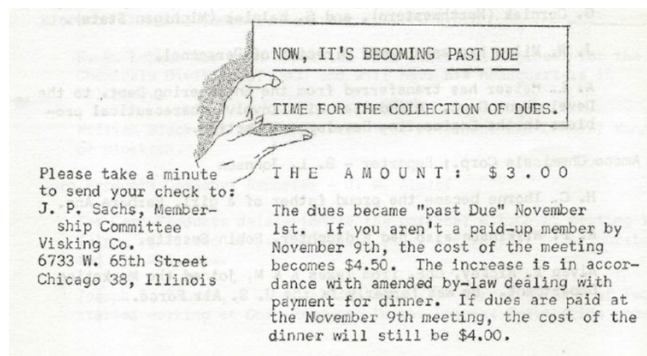 NOW, IT'S BECOMING PAST DUE
TIME FOR THE COLLECTION OF DUES.
THE AMOUNT: $3.00
Please take a minute
to send your check to:
J. P. Sachs, Member-
ship Committee
Visking Co.
6733 W. 65th Street
Chicago 38, Illinois
The dues became "past Due" November
1st. If you aren't a paid-up member by
November 9th, the cost of the meeting
becomes $4.50. The increase is in accor-
dance with amended by-law dealing with
payment for dinner. If dues are paid at
the November 9th meeting, the cost of the
dinner will still be $4.00.